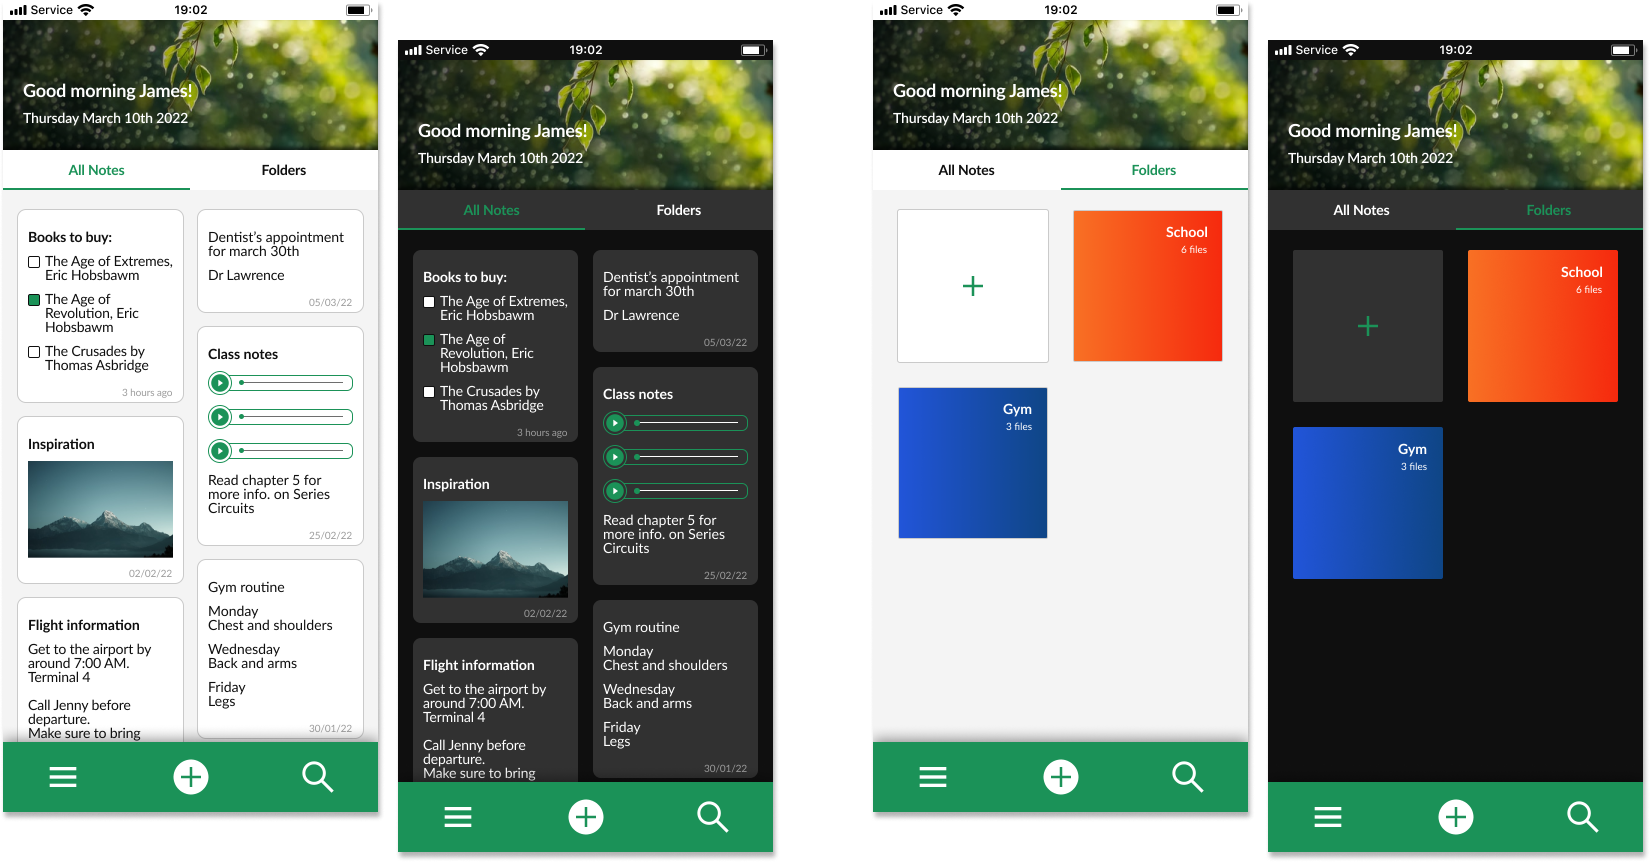 Service
19:02
Good morning James!
Thursday March 10th 2022
All Notes
Folders
Books to buy:
The Age of Extremes,
Eric Hobsbawm
The Age of
Revolution, Eric
Hobsbawm
The Crusades by
Thomas Asbridge
3 hours ago
Inspiration
02/02/22
Flight information
Get to the airport by
around 7:00 AM.
Terminal 4
Call Jenny before
departure.
Make sure to bring
Dentist's appointment
for march 30th
Dr Lawrence
05/03/22
Class notes
Read chapter 5 for
more info. on Series
Circuits
25/02/22
Gym routine
Monday
Chest and shoulders
Wednesday
Back and arms
Friday
Legs
30/01/22
Service
19:02
Good morning James!
Thursday March 10th 2022
All Notes
Folders
Books to buy:
The Age of Extremes,
Eric Hobsbawm
The Age of
Revolution, Eric
Hobsbawm
The Crusades by
Thomas Asbridge
3 hours ago
Inspiration
02/02/22
Flight information
Get to the airport by
around 7:00 AM.
Terminal 4
Call Jenny before
departure.
Make sure to bring
Dentist's appointment
for march 30th
Dr Lawrence
05/03/22
Class notes
Read chapter 5 for
more info. on Series
Circuits
25/02/22
Gym routine
Monday
Chest and shoulders
Wednesday
Back and arms
Friday
Legs
30/01/22
Service
19:02
Good morning James!
Thursday March 10th 2022
All Notes
Folders
School
6 files
Gym
3 files
Service
19:02
Good morning James!
Thursday March 10th 2022
All Notes
Folders
School
6 files
Gym
3 files